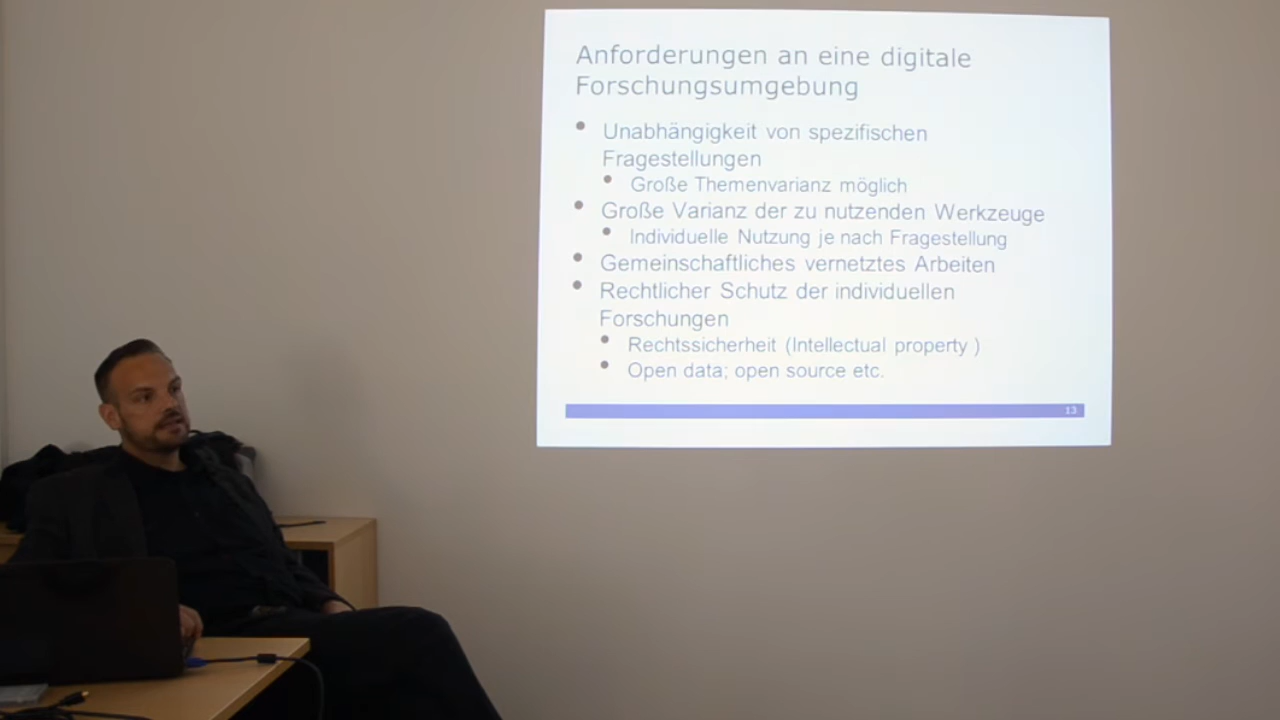 Anforderungen an eine digitale
Forschungsumgebung
• Unabhängigkeit von spezifischen
Fragestellungen
• Große Themenvarianz möglich
• Große Varianz der zu nutzenden Werkzeuge
• Individuelle Nutzung je nach Fragestellung
• Gemeinschaftliches vernetztes Arbeiten
• Rechtlicher Schutz der individuellen
Forschungen
• Rechtssicherheit (Intellectual property )
• Open data; open source etc.
13